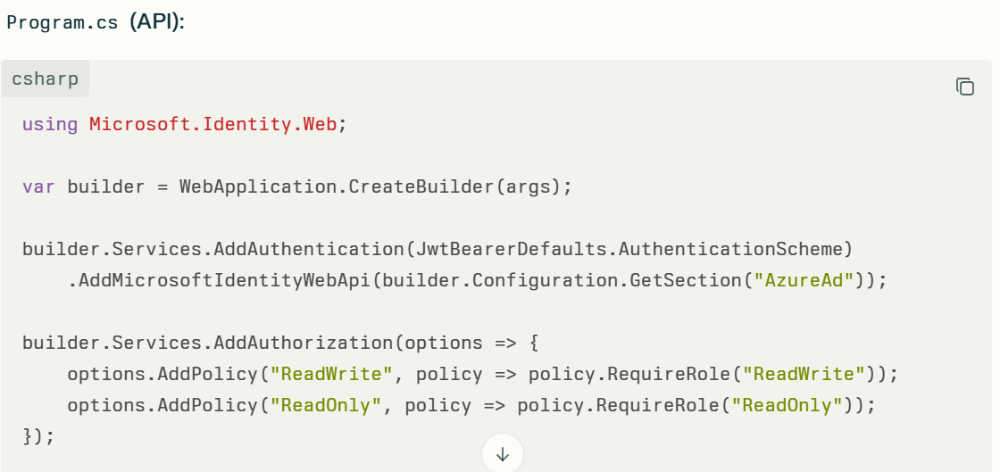 Program.cs (API):
csharp
using Microsoft.Identity.Web;
var builder = WebApplication.CreateBuilder(args);
builder.Services.AddAuthentication(JwtBearerDefaults.AuthenticationScheme)
    .AddMicrosoftIdentityWebApi(builder.Configuration.GetSection("AzureAd"));
builder.Services.AddAuthorization(options => {
    options.AddPolicy("ReadWrite", policy => policy.RequireRole("ReadWrite"));
    options.AddPolicy("ReadOnly", policy => policy.RequireRole("ReadOnly"));
});